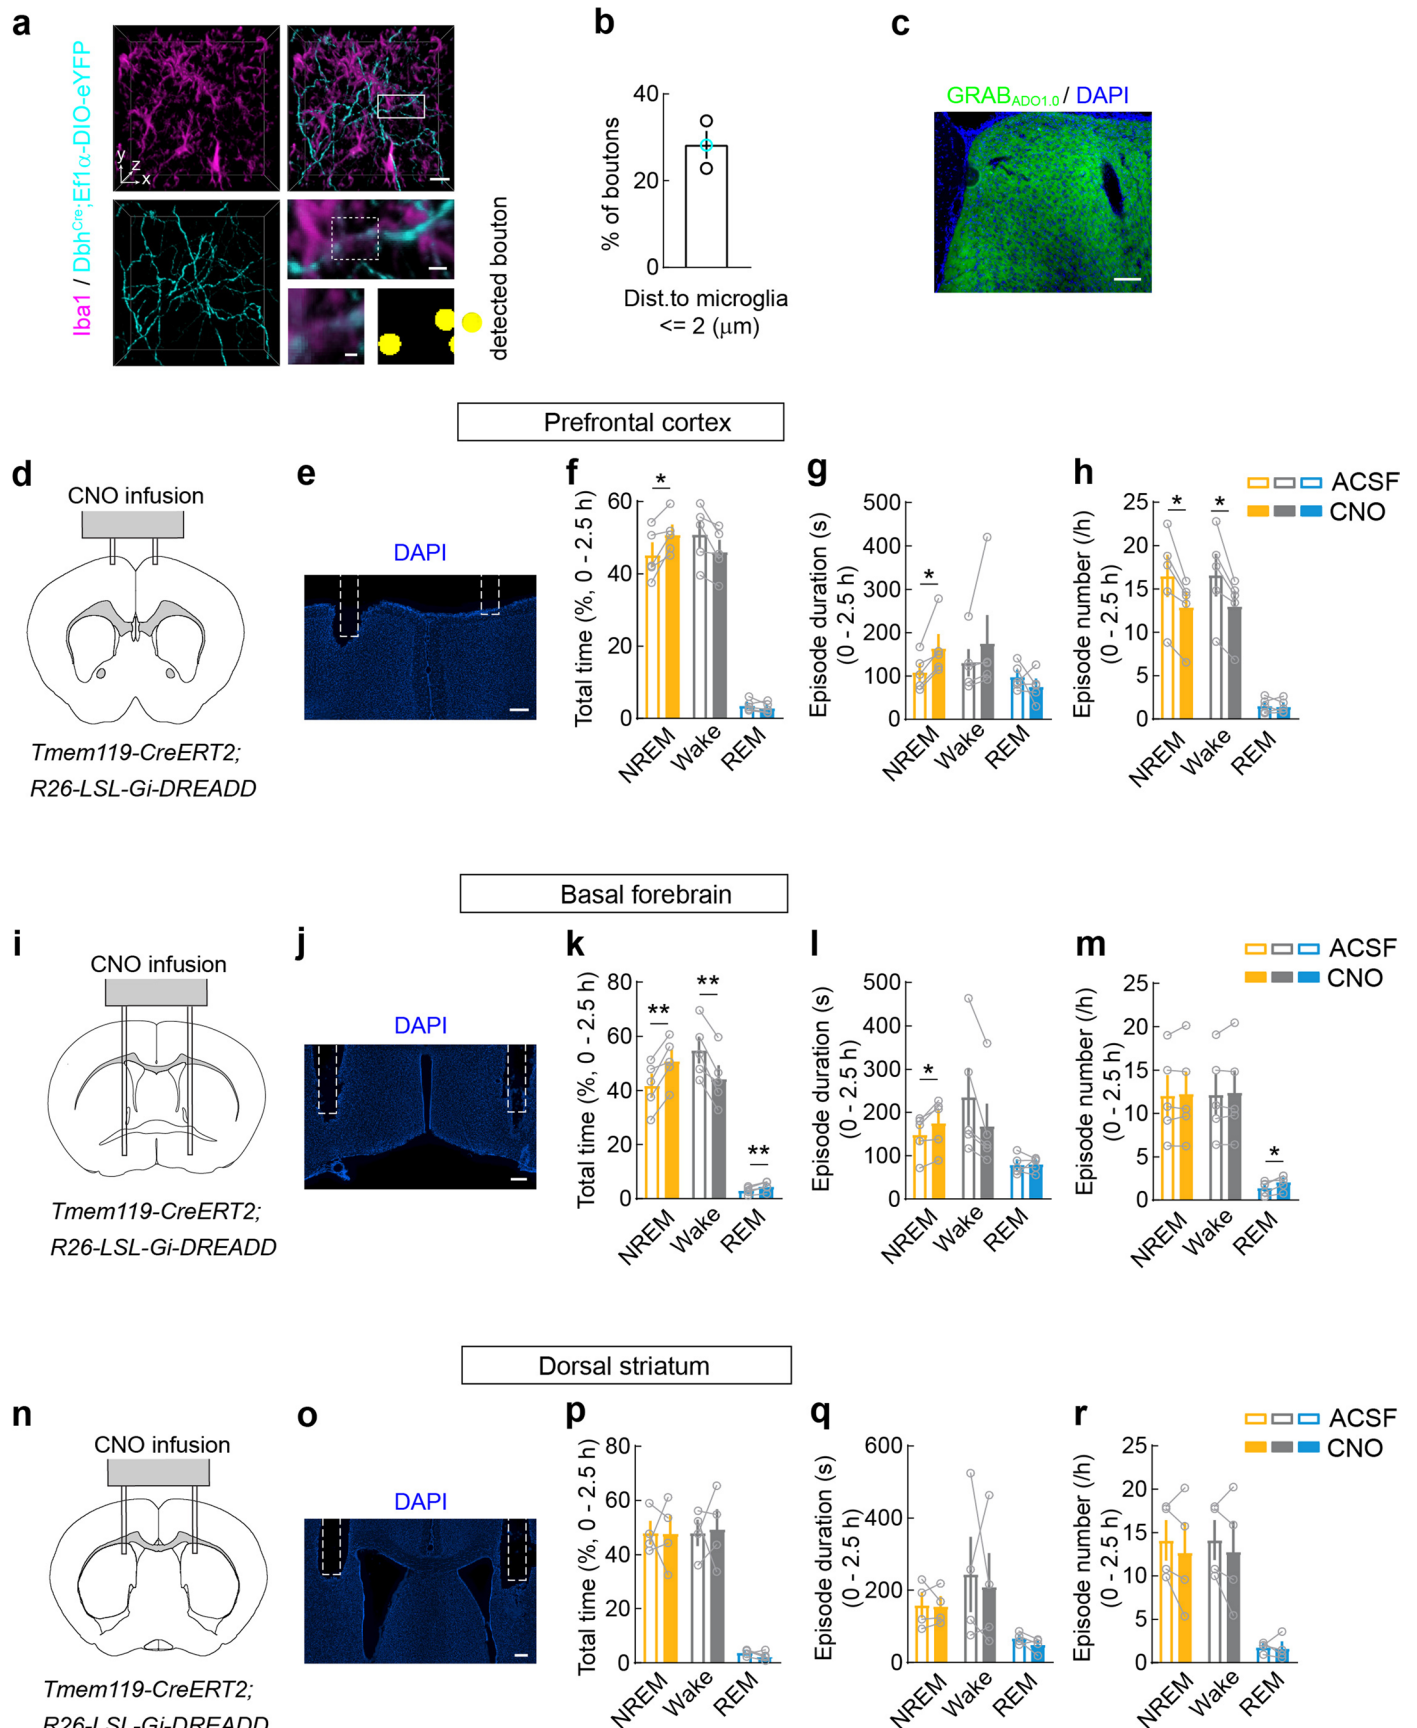 a
Iba1 / Dbh^Cre;Ef1α-DIO-eYFP
y
z
x
detected bouton
b
% of boutons
40
20
0
Dist.to microglia
<= 2 (μm)
c
GRAB_ADO1.0 / DAPI
Prefrontal cortex
d
CNO infusion
Tmem119-CreERT2;
R26-LSL-Gi-DREADD
e
DAPI
f
Total time (%, 0 - 2.5 h)
60
40
20
0
*
NREM
Wake
REM
g
Episode duration (s)
(0 - 2.5 h)
500
400
300
200
100
0
*
NREM
Wake
REM
h
Episode number (/h)
(0 - 2.5 h)
25
20
15
10
5
0
*
*
NREM
Wake
REM
ACSF
CNO
Basal forebrain
i
CNO infusion
Tmem119-CreERT2;
R26-LSL-Gi-DREADD
j
DAPI
k
Total time (%, 0 - 2.5 h)
80
60
40
20
0
**
**
**
NREM
Wake
REM
l
Episode duration (s)
(0 - 2.5 h)
500
400
300
200
100
0
*
NREM
Wake
REM
m
Episode number (/h)
(0 - 2.5 h)
25
20
15
10
5
0
*
NREM
Wake
REM
ACSF
CNO
Dorsal striatum
n
CNO infusion
Tmem119-CreERT2;
R26-LSL-Gi-DREADD
o
DAPI
p
Total time (%, 0 - 2.5 h)
80
60
40
20
0
NREM
Wake
REM
q
Episode duration (s)
(0 - 2.5 h)
600
400
200
0
NREM
Wake
REM
r
Episode number (/h)
(0 - 2.5 h)
25
20
15
10
5
0
NREM
Wake
REM
ACSF
CNO